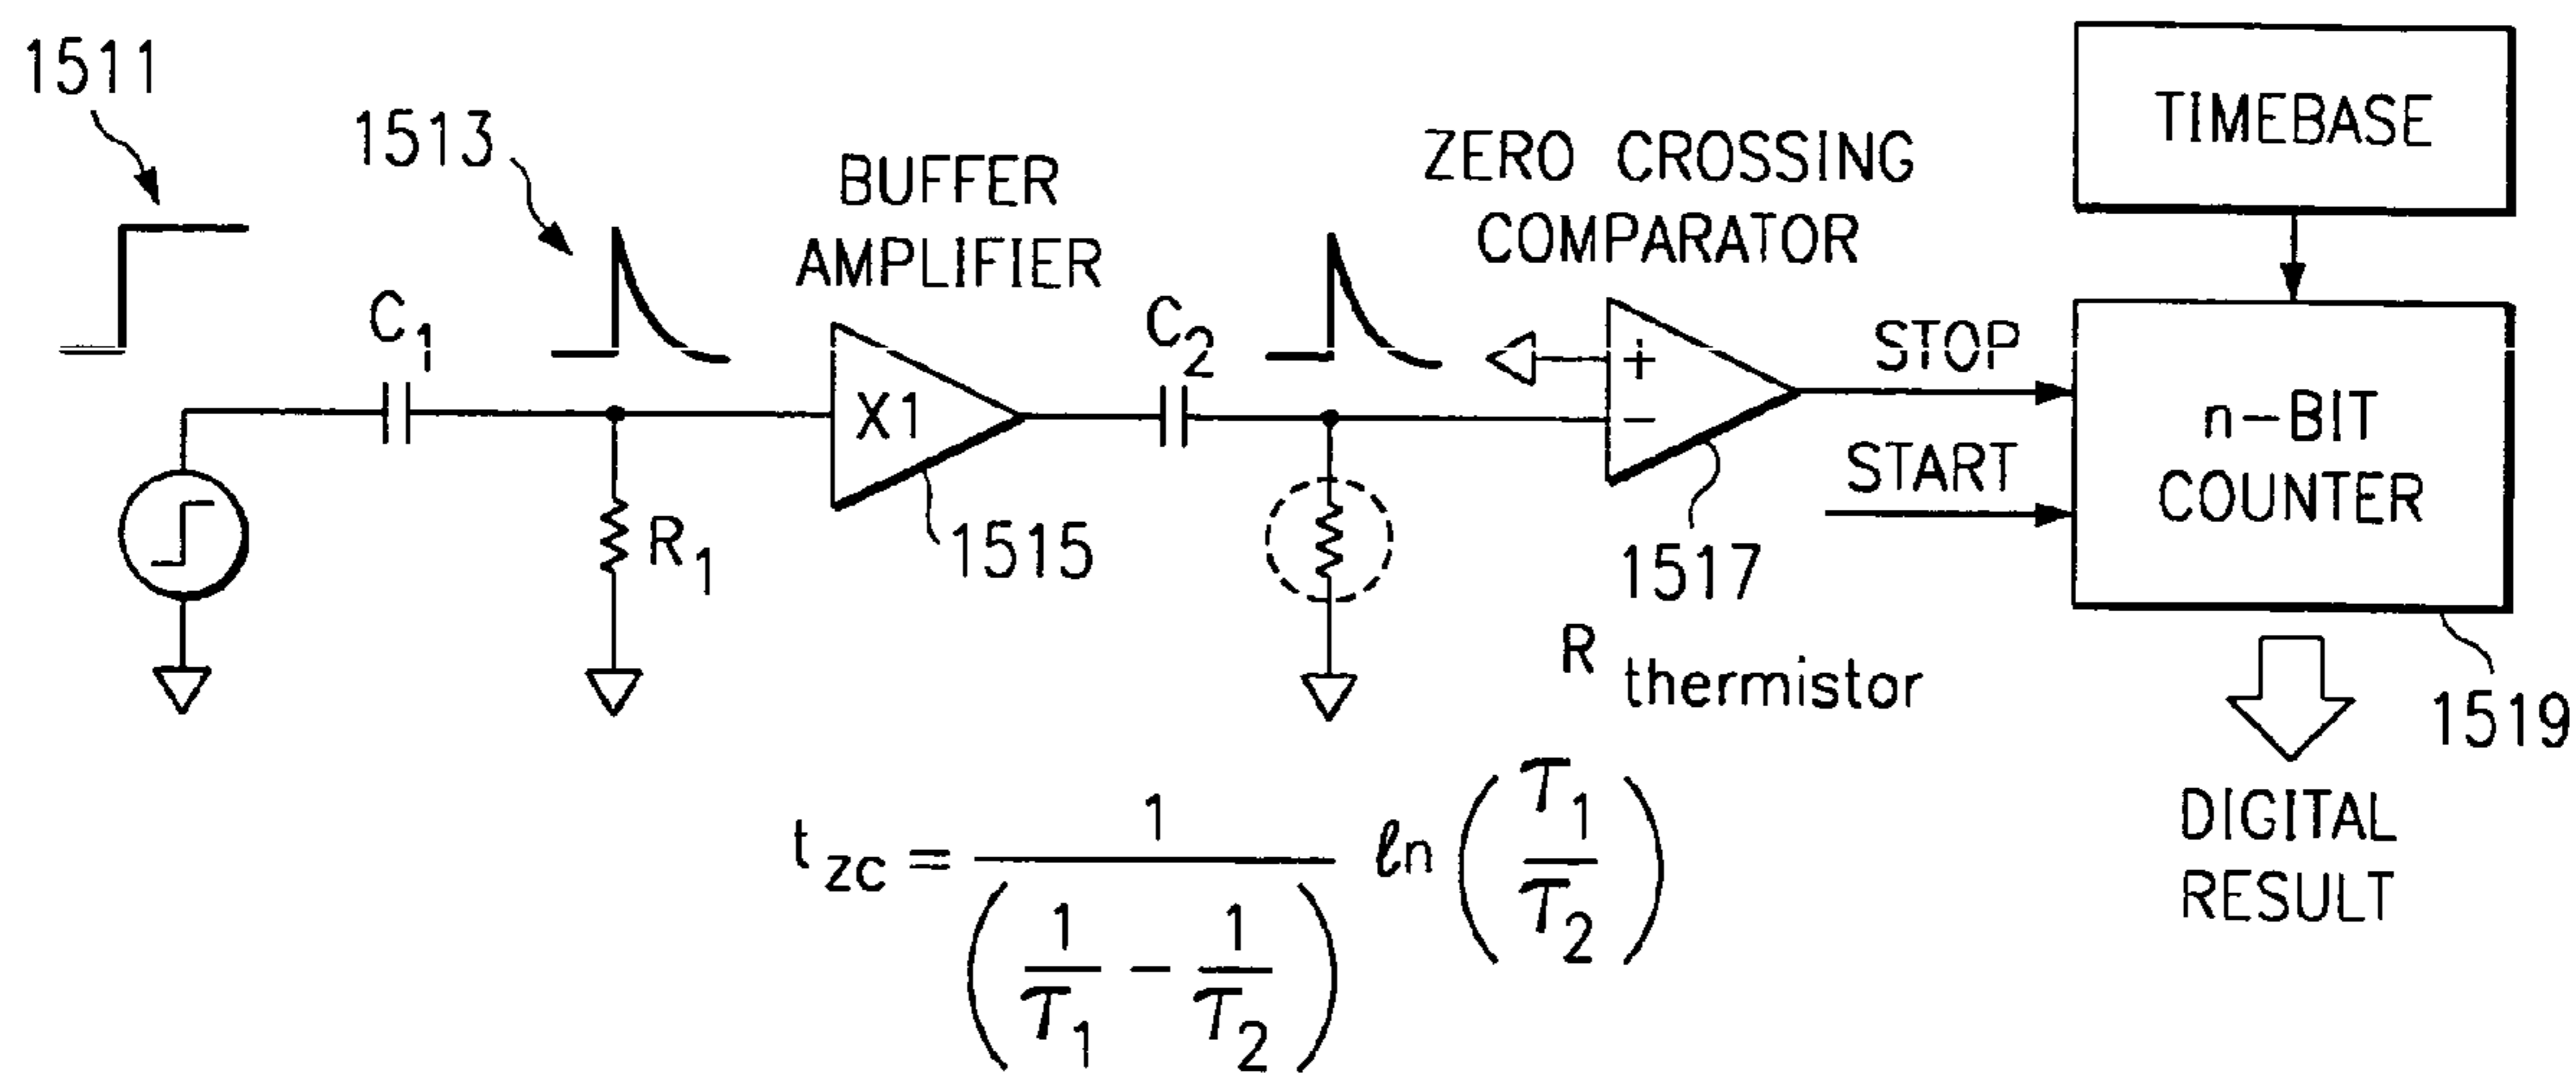 1511
1513
BUFFER
AMPLIFIER
ZERO CROSSING
COMPARATOR
TIMEBASE
C1
C2
X1
+
−
STOP
START
n-BIT
COUNTER
R1
1515
1517
R thermistor
1519
DIGITAL
RESULT
t zc = 1 / (1/τ1 − 1/τ2) ℓn (τ1/τ2)